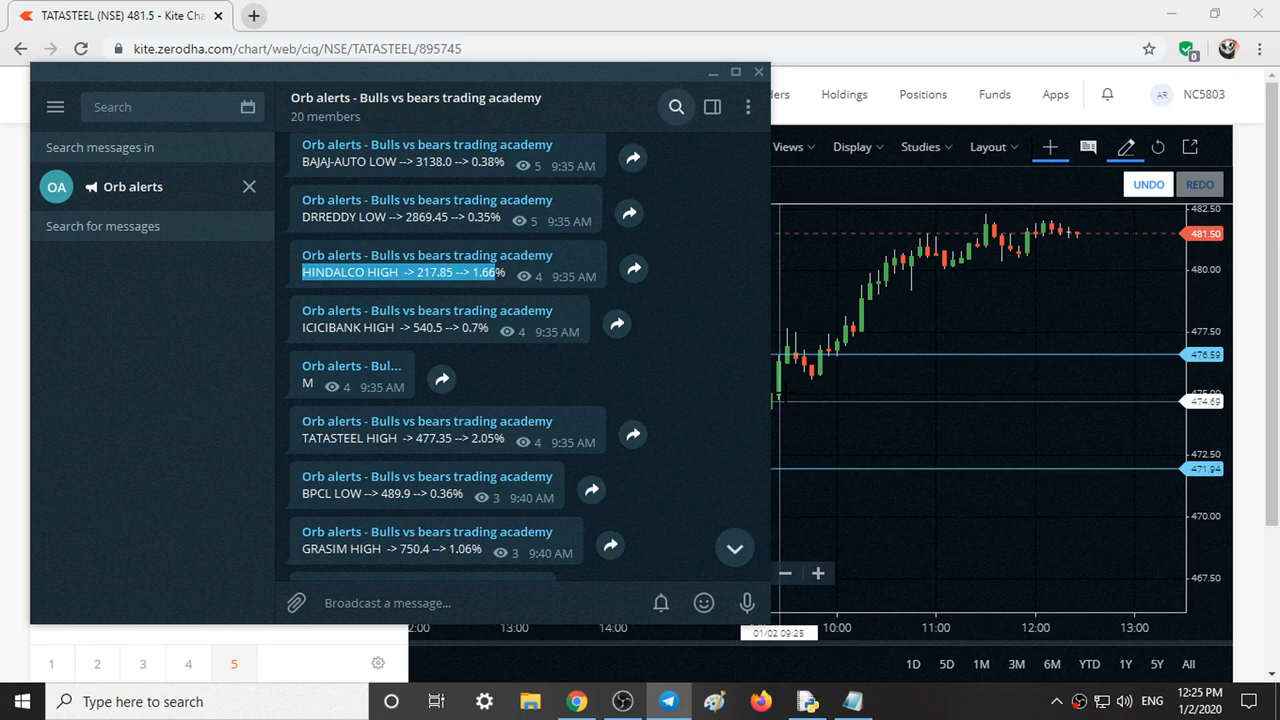 TATASTEEL (NSE) 481.5 - Kite Cha
kite.zerodha.com/chart/web/ciq/NSE/TATASTEEL/895745
0
ders Holdings Positions Funds Apps AR NC5803
Search
Orb alerts - Bulls vs bears trading academy
20 members
Search messages in
OA Orb alerts
Search for messages
Orb alerts - Bulls vs bears trading academy
BAJAJ-AUTO LOW --> 3138.0 --> 0.38% 5 9:35 AM
Orb alerts - Bulls vs bears trading academy
DRREDDY LOW --> 2869.45 --> 0.35% 5 9:35 AM
Orb alerts - Bulls vs bears trading academy
HINDALCO HIGH -> 217.85 --> 1.66% 4 9:35 AM
Orb alerts - Bulls vs bears trading academy
ICICIBANK HIGH -> 540.5 --> 0.7% 4 9:35 AM
Orb alerts - Bul...
M 4 9:35 AM
Orb alerts - Bulls vs bears trading academy
TATASTEEL HIGH -> 477.35 --> 2.05% 4 9:35 AM
Orb alerts - Bulls vs bears trading academy
BPCL LOW --> 489.9 --> 0.36% 3 9:40 AM
Orb alerts - Bulls vs bears trading academy
GRASIM HIGH -> 750.4 --> 1.06% 3 9:40 AM
Broadcast a message...
Views Display Studies Layout
UNDO REDO
482.50
481.50
480.00
477.50
476.59
474.69
472.50
471.94
470.00
467.50
2:00 13:00 14:00 01/02 09:25 10:00 11:00 12:00 13:00
1 2 3 4 5
1D 5D 1M 3M 6M YTD 1Y 5Y All
Type here to search
ENG
12:25 PM
1/2/2020